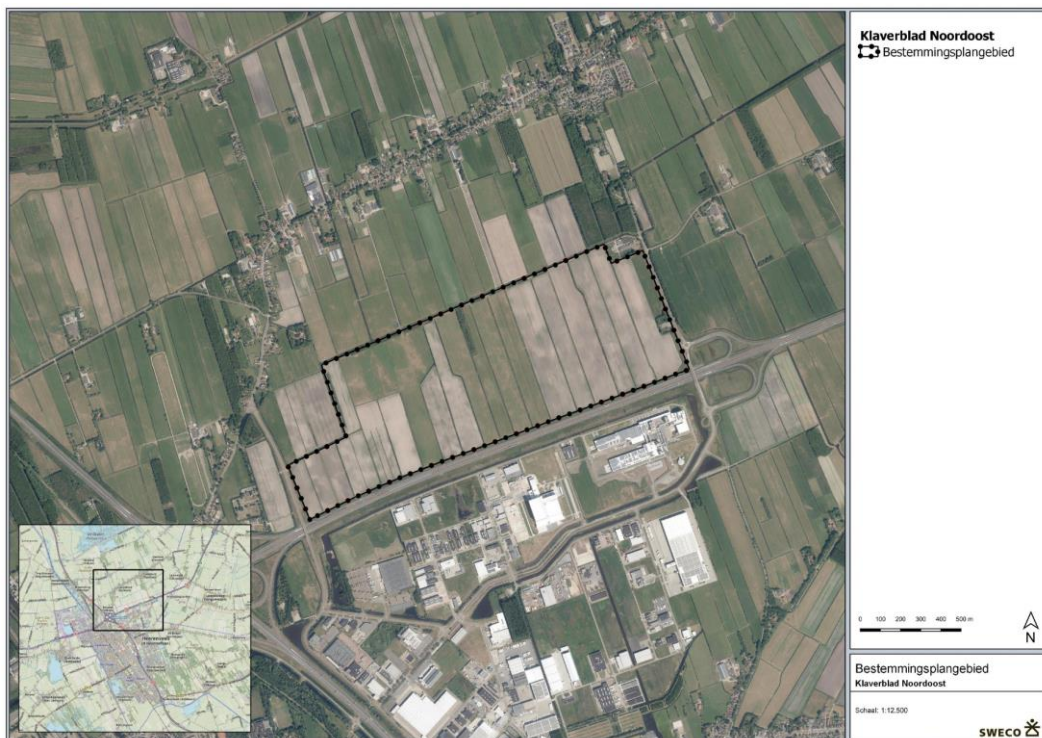 Klaverblad Noordoost
Bestemmingsplangebied
0 100 200 300 400 500 m
N
Bestemmingsplangebied
Klaverblad Noordoost
Schaal: 1:12.500
SWECO